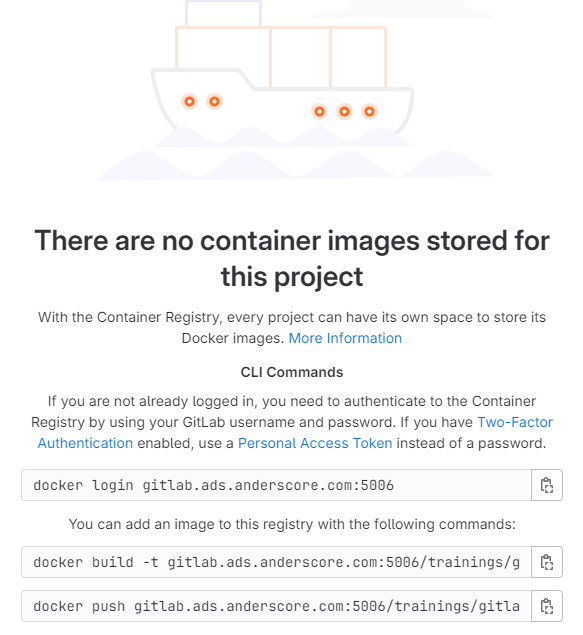 There are no container images stored for
this project
With the Container Registry, every project can have its own space to store its
Docker images. More Information
CLI Commands
If you are not already logged in, you need to authenticate to the Container
Registry by using your GitLab username and password. If you have Two-Factor
Authentication enabled, use a Personal Access Token instead of a password.
docker login gitlab.ads.anderscore.com:5006
You can add an image to this registry with the following commands:
docker build -t gitlab.ads.anderscore.com:5006/trainings/g
docker push gitlab.ads.anderscore.com:5006/trainings/gitla